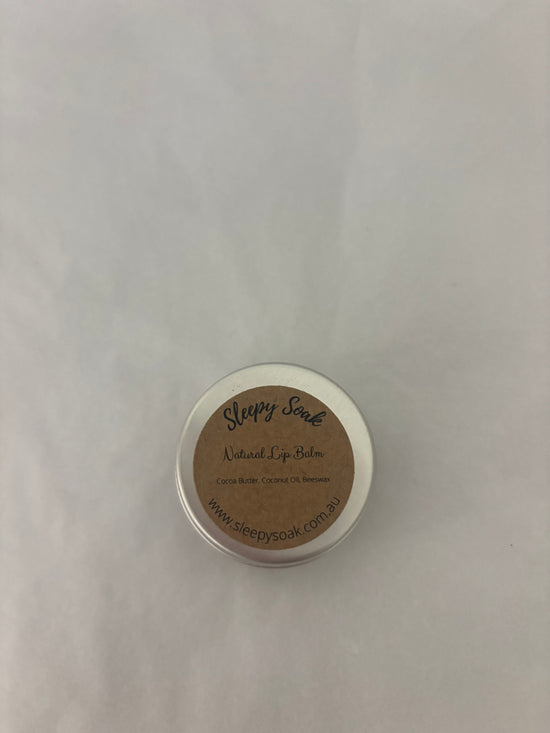 Sleepy Soak
Natural Lip Balm
Cocoa Butter, Coconut Oil, Beeswax
www.sleepysoak.com.au